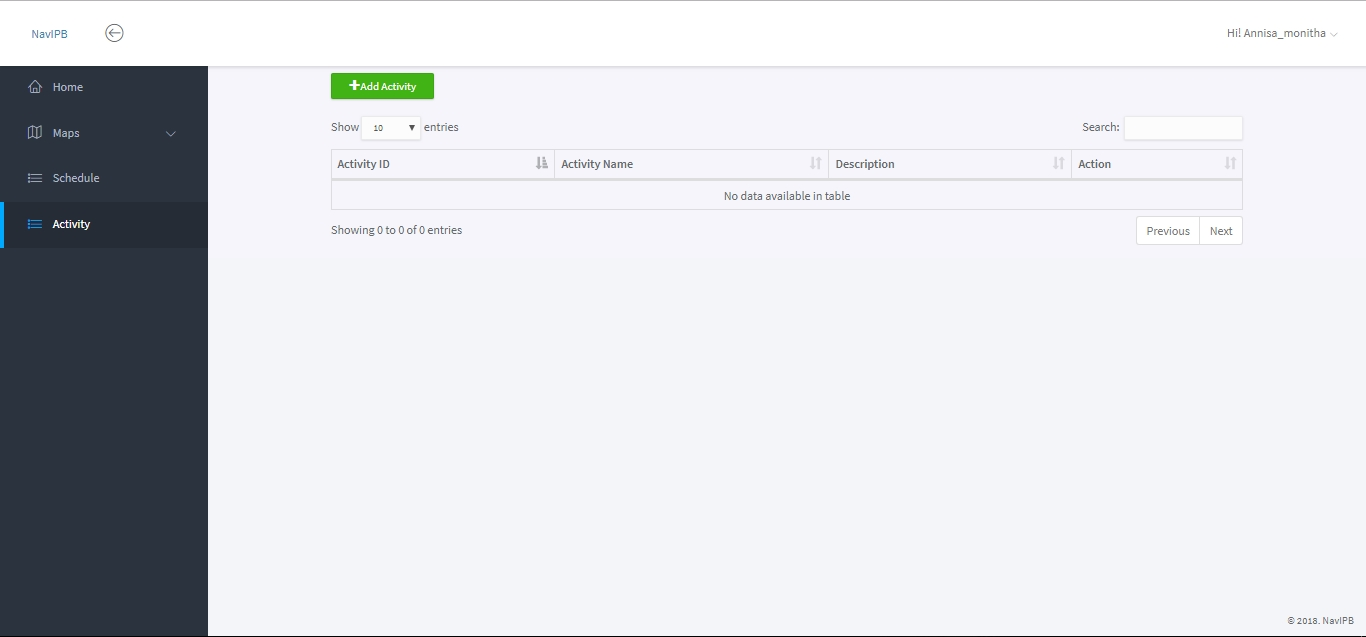 NavIPB
Hi! Annisa_monitha
Home
Maps
Schedule
Activity
Add Activity
Show 10 entries
Search:
Activity ID Activity Name Description Action
No data available in table
Showing 0 to 0 of 0 entries
Previous Next
© 2018. NavIPB